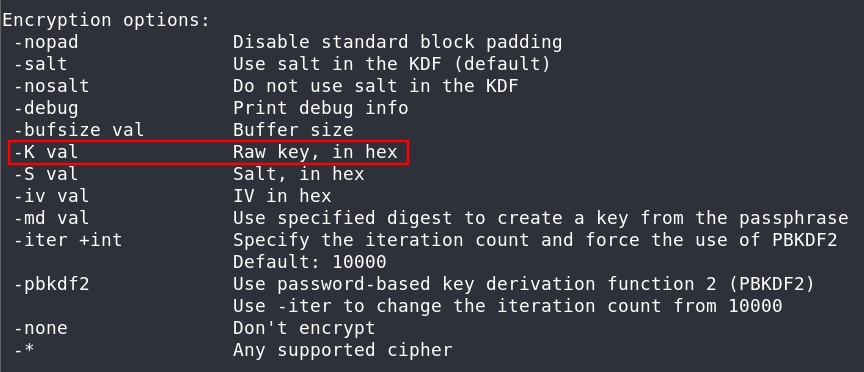 Encryption options:
-nopad Disable standard block padding
-salt Use salt in the KDF (default)
-nosalt Do not use salt in the KDF
-debug Print debug info
-bufsize val Buffer size
-K val Raw key, in hex
-S val Salt, in hex
-iv val IV in hex
-md val Use specified digest to create a key from the passphrase
-iter +int Specify the iteration count and force the use of PBKDF2
Default: 10000
-pbkdf2 Use password-based key derivation function 2 (PBKDF2)
Use -iter to change the iteration count from 10000
-none Don't encrypt
-* Any supported cipher